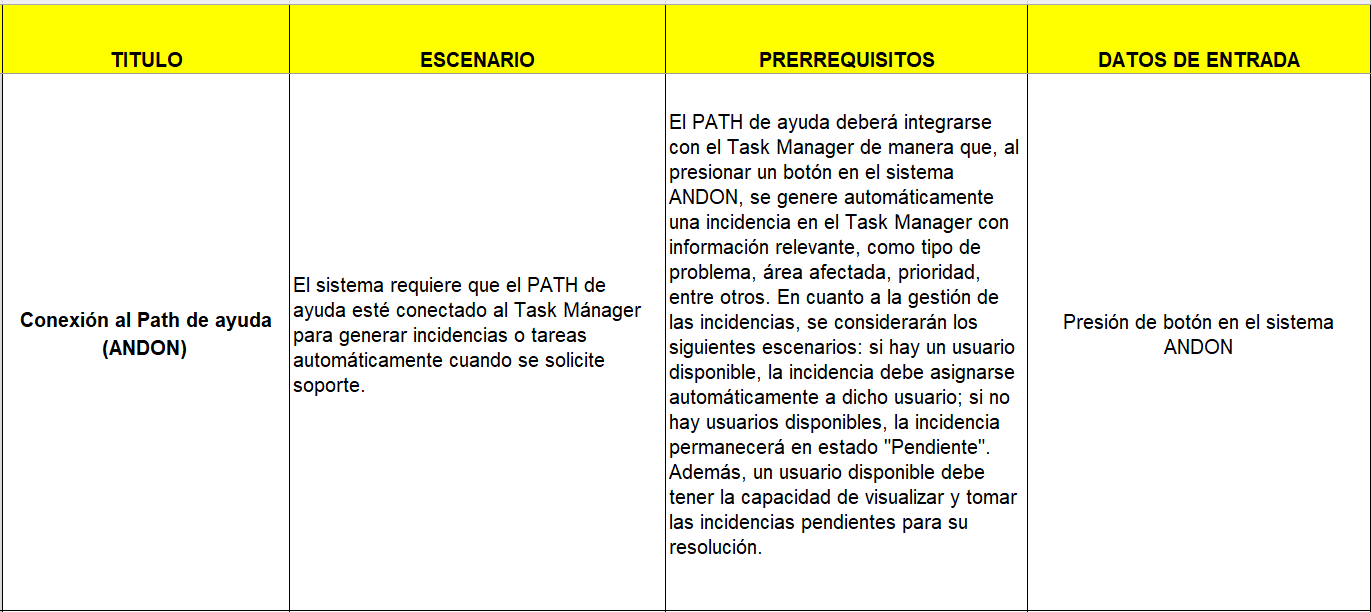 TITULO
ESCENARIO
PRERREQUISITOS
DATOS DE ENTRADA
Conexión al Path de ayuda
(ANDON)
El sistema requiere que el PATH de
ayuda esté conectado al Task Mánager
para generar incidencias o tareas
automáticamente cuando se solicite
soporte.
El PATH de ayuda deberá integrarse
con el Task Manager de manera que, al
presionar un botón en el sistema
ANDON, se genere automáticamente
una incidencia en el Task Manager con
información relevante, como tipo de
problema, área afectada, prioridad,
entre otros. En cuanto a la gestión de
las incidencias, se considerarán los
siguientes escenarios: si hay un usuario
disponible, la incidencia debe asignarse
automáticamente a dicho usuario; si no
hay usuarios disponibles, la incidencia
permanecerá en estado "Pendiente".
Además, un usuario disponible debe
tener la capacidad de visualizar y tomar
las incidencias pendientes para su
resolución.
Presión de botón en el sistema
ANDON